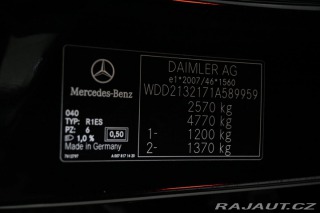 DAIMLER AG
e1*2007/46*1560
WDD2132171A589959
2570 kg
4770 kg
1- 1200 kg
2- 1370 kg
Mercedes-Benz
040
TYP: R1ES
PZ: 6 0,50
1,0 %
Made in Germany
RAJAUT.CZ